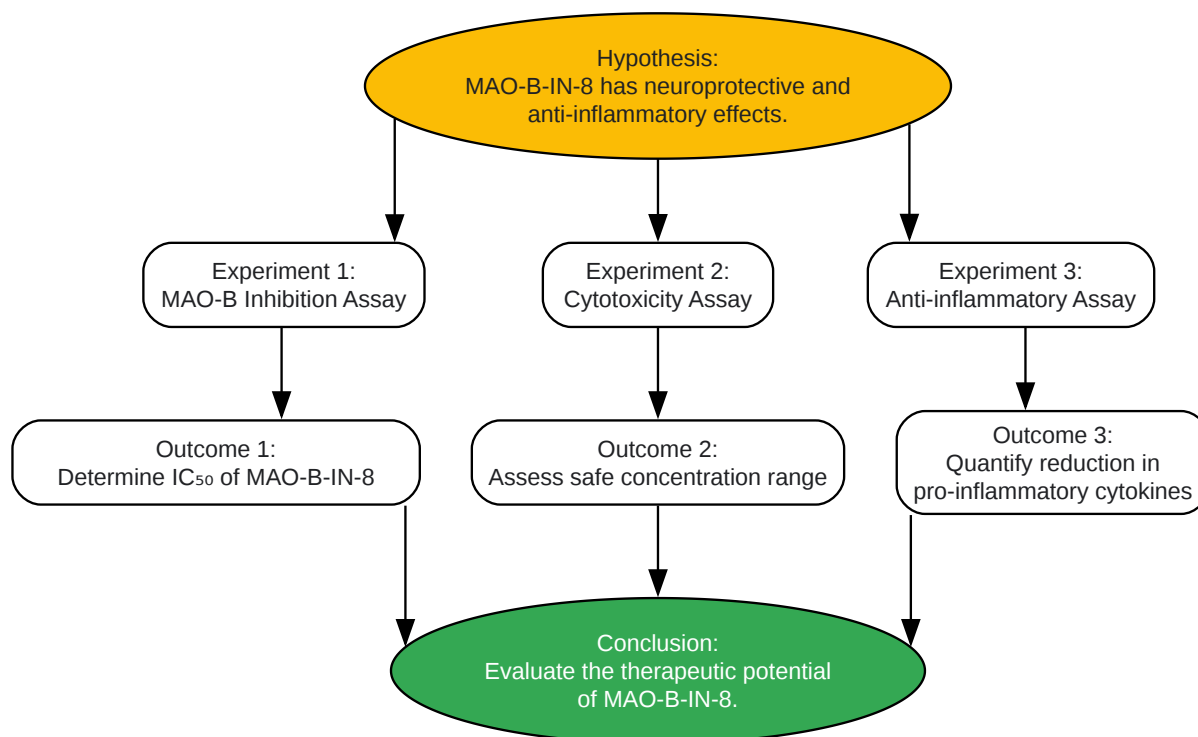 Hypothesis:
MAO-B-IN-8 has neuroprotective and
anti-inflammatory effects.
Experiment 1:
MAO-B Inhibition Assay
Experiment 2:
Cytotoxicity Assay
Experiment 3:
Anti-inflammatory Assay
Outcome 1:
Determine IC₅₀ of MAO-B-IN-8
Outcome 2:
Assess safe concentration range
Outcome 3:
Quantify reduction in
pro-inflammatory cytokines
Conclusion:
Evaluate the therapeutic potential
of MAO-B-IN-8.